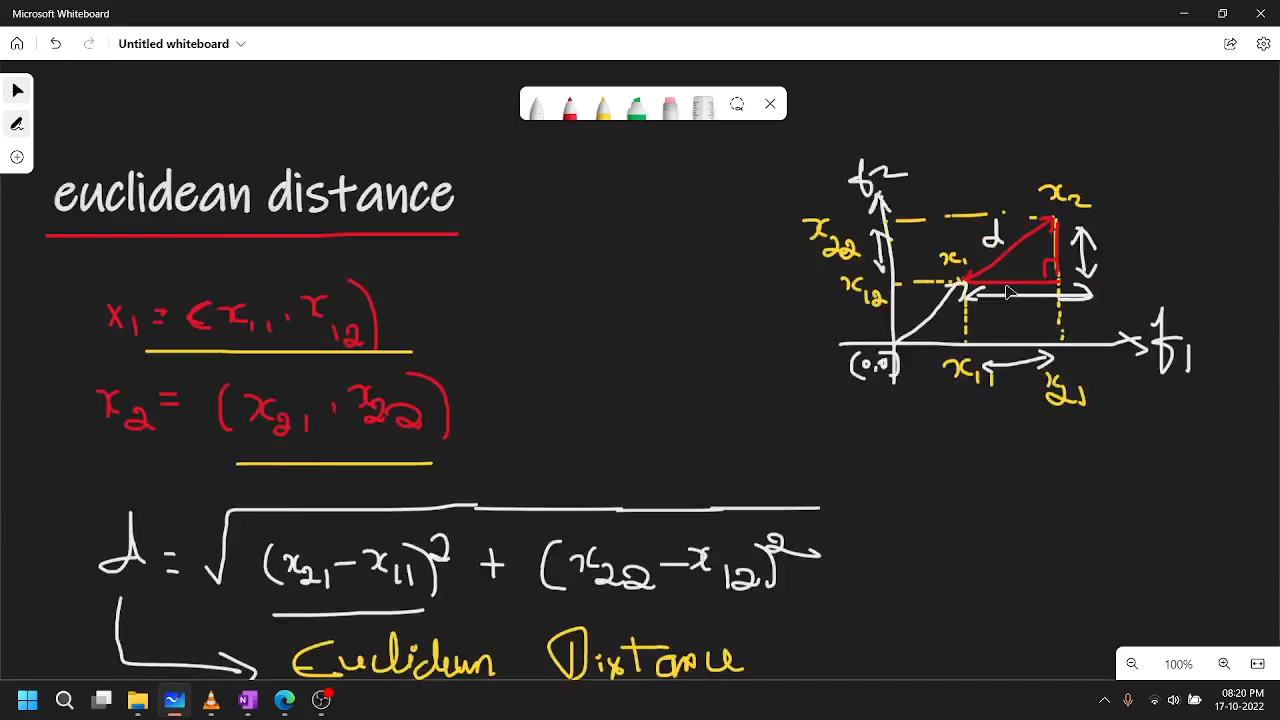 Microsoft Whiteboard
Untitled whiteboard
euclidean distance
x₁ = (x₁₁, x₁₂)
x₂ = (x₂₁, x₂₂)
d = √(x₂₁-x₁₁)² + (x₂₂-x₁₂)²
Euclidean Distance
f2
x₂
x₂₂
d
x₁
x₁₂
(0,0)
x₁₁
x₂₁
f1
100%
08:20 PM
17-10-2022